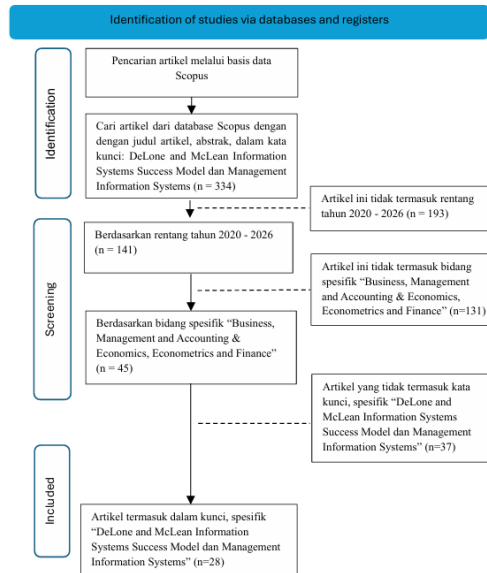 Identification of studies via databases and registers
Identification
Pencarian artikel melalui basis data
Scopus
Cari artikel dari database Scopus dengan
dengan judul artikel, abstrak, dalam kata
kunci: DeLone and McLean Information
Systems Success Model dan Management
Information Systems (n = 334)
Artikel ini tidak termasuk rentang
tahun 2020 - 2026 (n = 193)
Screening
Berdasarkan rentang tahun 2020 - 2026
(n = 141)
Artikel ini tidak termasuk bidang
spesifik “Business, Management
and Accounting & Economics,
Econometrics and Finance” (n=131)
Berdasarkan bidang spesifik “Business,
Management and Accounting &
Economics, Econometrics and Finance”
(n = 45)
Artikel yang tidak termasuk kata
kunci, spesifik “DeLone and
McLean Information Systems
Success Model dan Management
Information Systems” (n=37)
Included
Artikel termasuk dalam kunci, spesifik
“DeLone and McLean Information
Systems Success Model dan Management
Information Systems” (n=28)